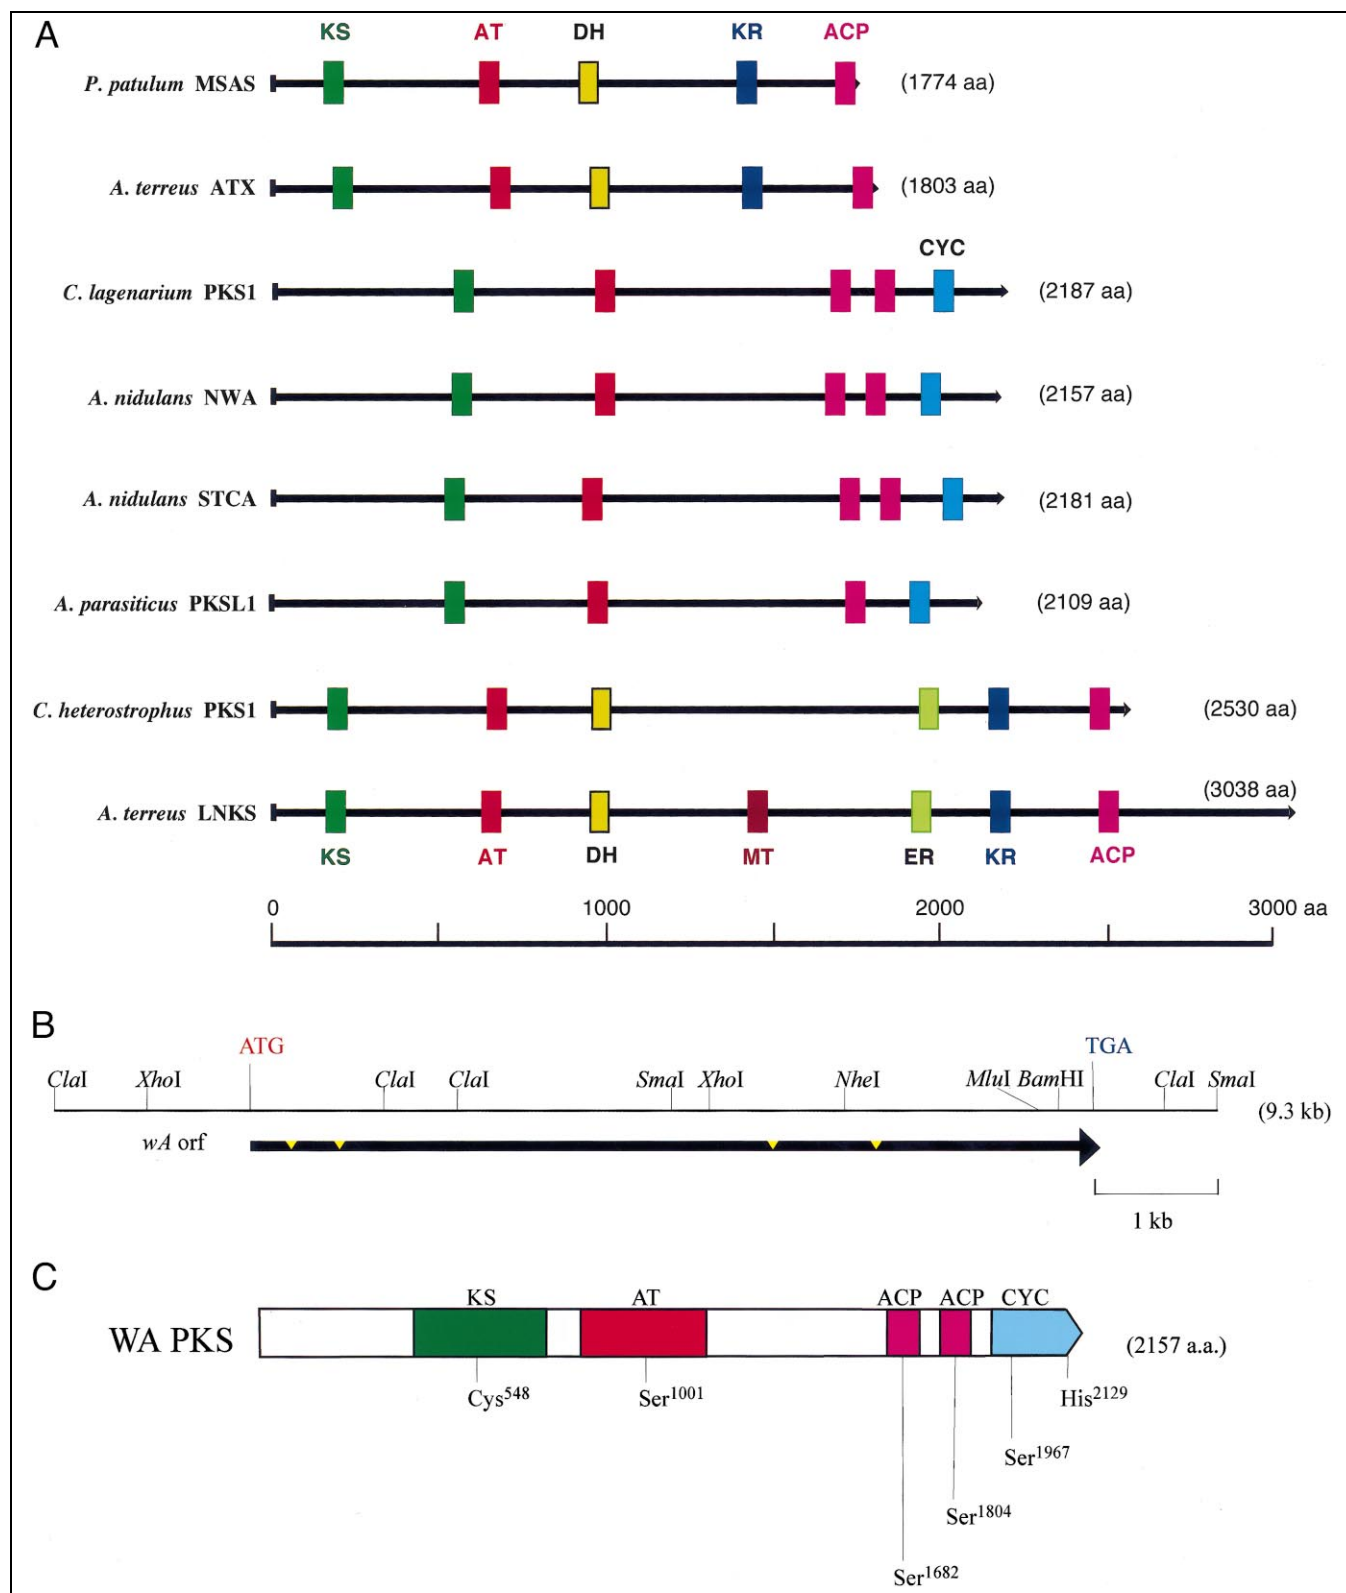 A
KS AT DH KR ACP
P. patulum MSAS (1774 aa)
A. terreus ATX (1803 aa)
CYC
C. lagenarium PKS1 (2187 aa)
A. nidulans NWA (2157 aa)
A. nidulans STCA (2181 aa)
A. parasiticus PKSL1 (2109 aa)
C. heterostrophus PKS1 (2530 aa)
A. terreus LNKS (3038 aa)
KS AT DH MT ER KR ACP
0 1000 2000 3000 aa
B
ATG TGA
ClaI XhoI ClaI ClaI SmaI XhoI NheI MluI BamHI ClaI SmaI
(9.3 kb)
wA orf
1 kb
C
KS AT ACP ACP CYC
WA PKS (2157 a.a.)
Cys548 Ser1001 His2129
Ser1967
Ser1804
Ser1682